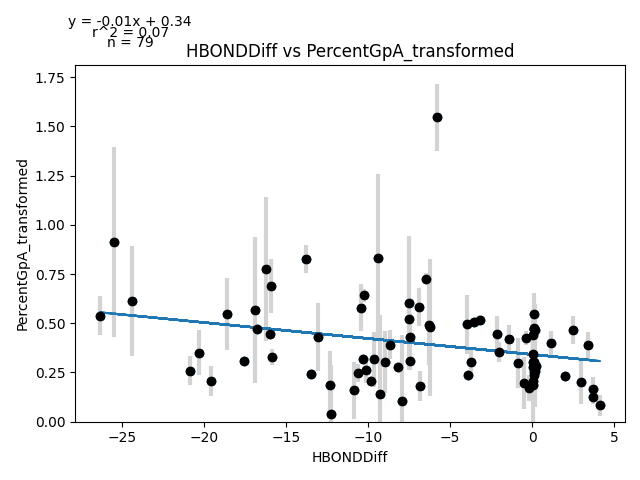 y = -0.01x + 0.34
r^2 = 0.07
n = 79
HBONDDiff vs PercentGpA_transformed
1.75
1.50
1.25
1.00
0.75
0.50
0.25
0.00
PercentGpA_transformed
−25
−20
−15
−10
−5
0
5
HBONDDiff